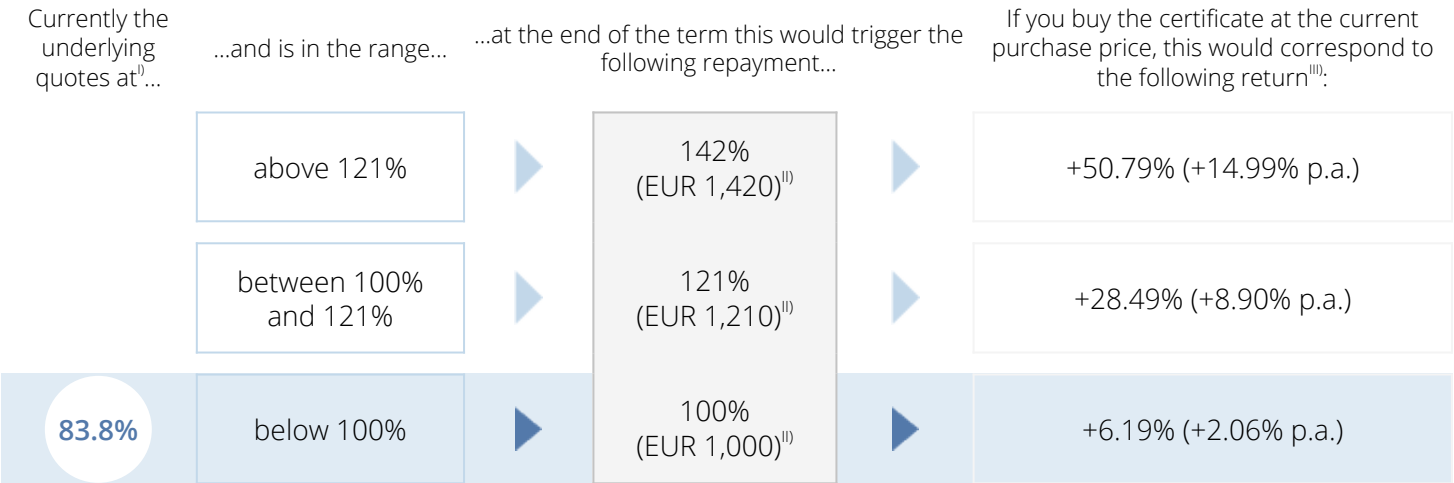 Currently the
underlying
quotes at^I)...
...and is in the range...
...at the end of the term this would trigger the
following repayment...
If you buy the certificate at the current
purchase price, this would correspond to
the following return^III):
above 121%
142%
(EUR 1,420)^II)
+50.79% (+14.99% p.a.)
between 100%
and 121%
121%
(EUR 1,210)^II)
+28.49% (+8.90% p.a.)
83.8%
below 100%
100%
(EUR 1,000)^II)
+6.19% (+2.06% p.a.)